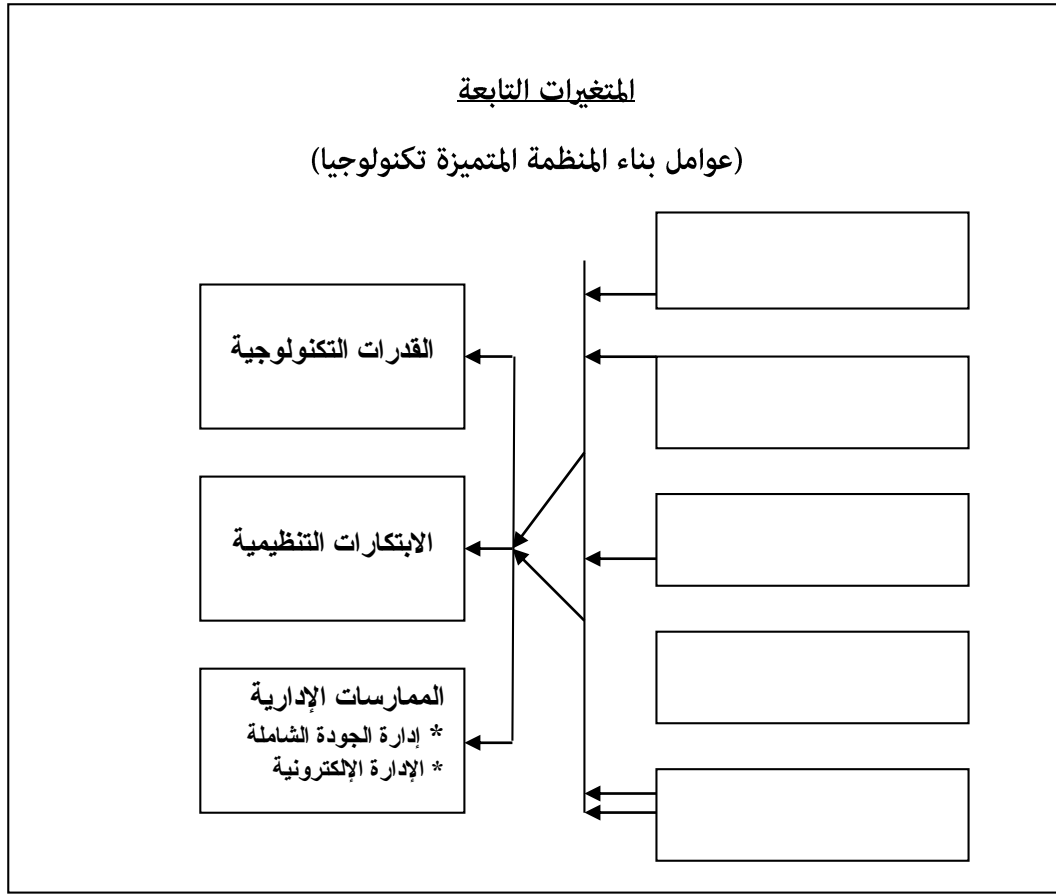 المتغيرات التابعة
(عوامل بناء المنظمة المتميزة تكنولوجيا)
القدرات التكنولوجية
الابتكارات التنظيمية
الممارسات الإدارية
* إدارة الجودة الشاملة
* الإدارة الإلكترونية